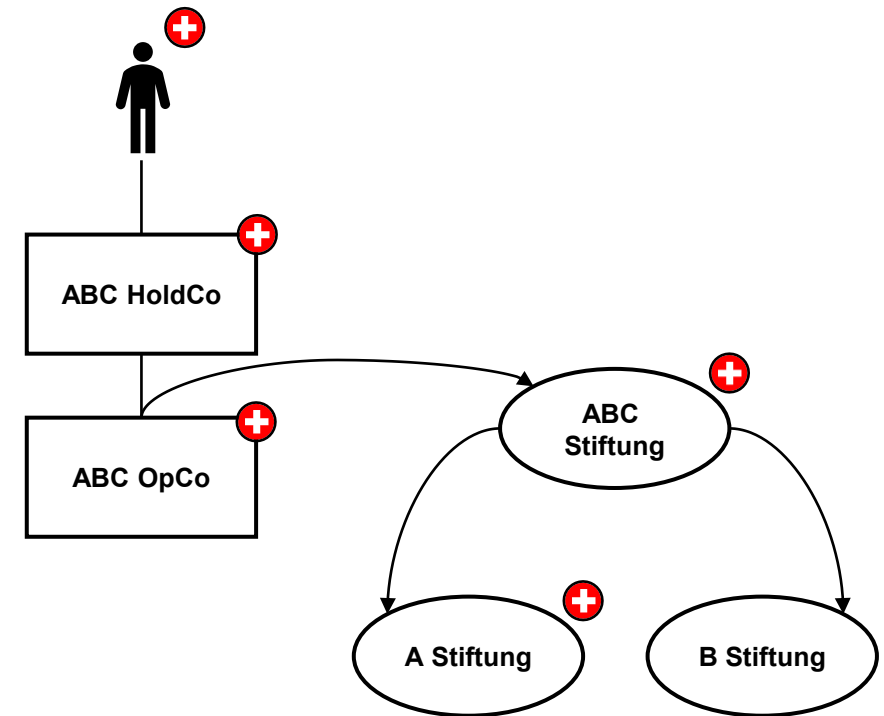 ABC HoldCo
ABC
Stiftung
ABC OpCo
A Stiftung
B Stiftung